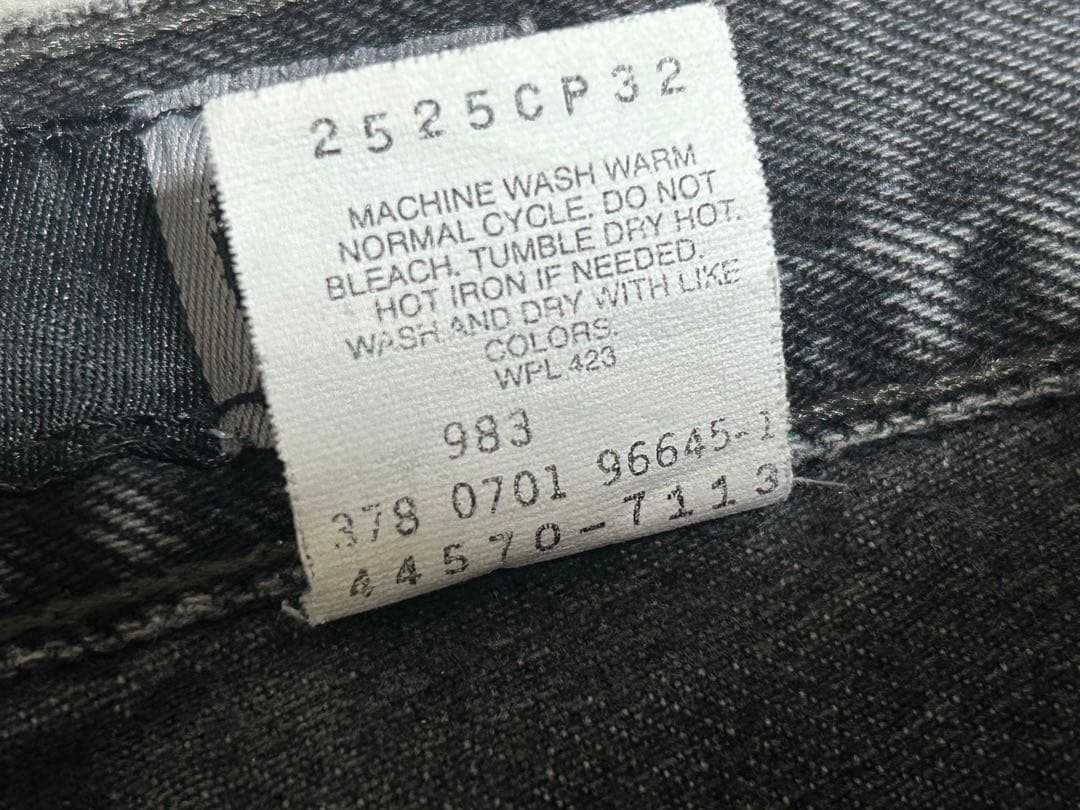 2525CP32
MACHINE WASH WARM
NORMAL CYCLE. DO NOT
BLEACH. TUMBLE DRY HOT.
HOT IRON IF NEEDED.
WASH AND DRY WITH LIKE
COLORS.
WPL 423
983
378 0701 96645-1
44570-7113